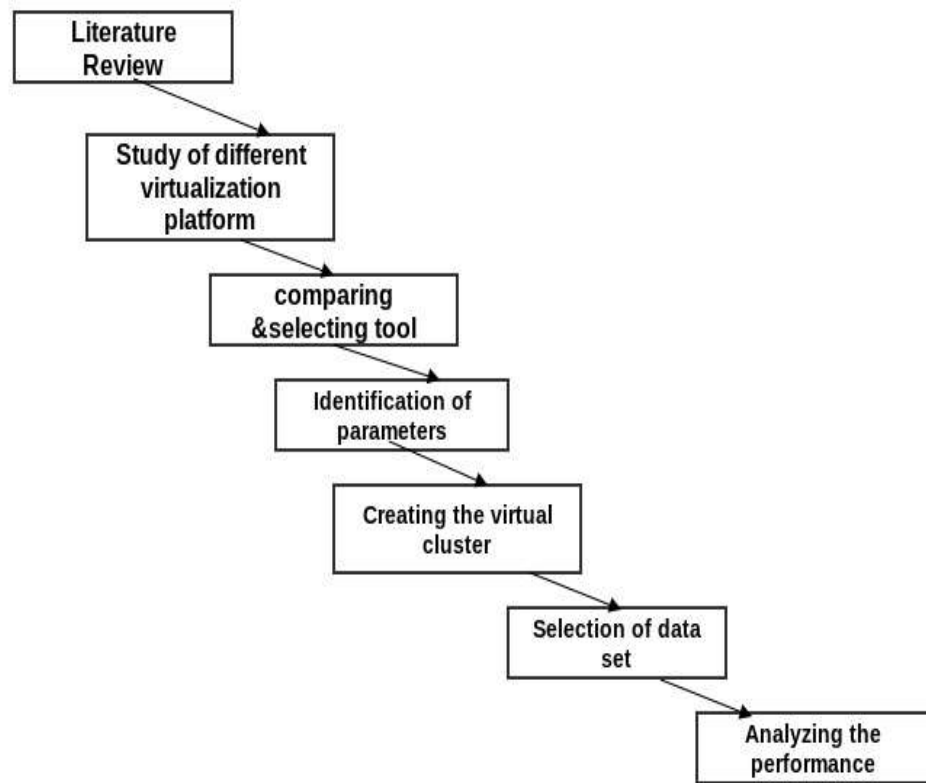 Literature
Review
Study of different
virtualization
platform
comparing
&selecting tool
Identification of
parameters
Creating the virtual
cluster
Selection of data
set
Analyzing the
performance